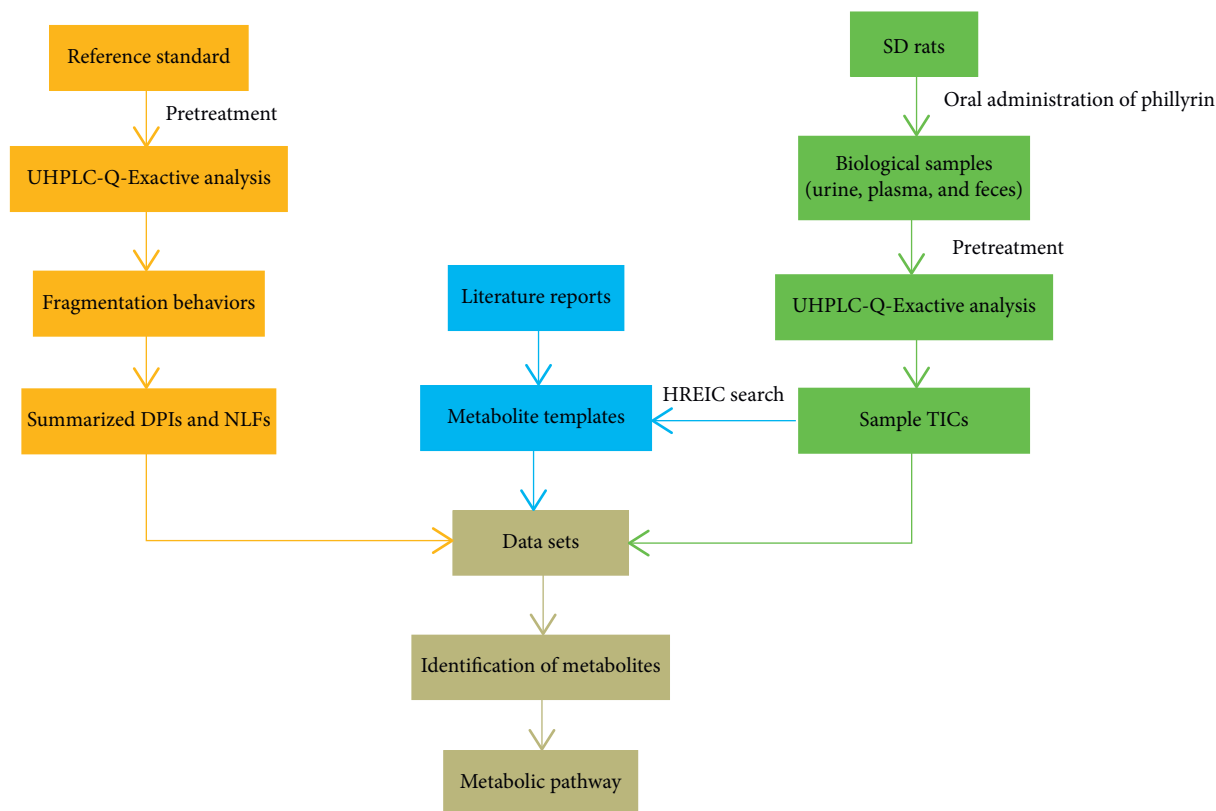 Reference standard
Pretreatment
UHPLC-Q-Exactive analysis
Fragmentation behaviors
Summarized DPIs and NLFs
Literature reports
Metabolite templates
HREIC search
SD rats
Oral administration of phillyrin
Biological samples
(urine, plasma, and feces)
Pretreatment
UHPLC-Q-Exactive analysis
Sample TICs
Data sets
Identification of metabolites
Metabolic pathway